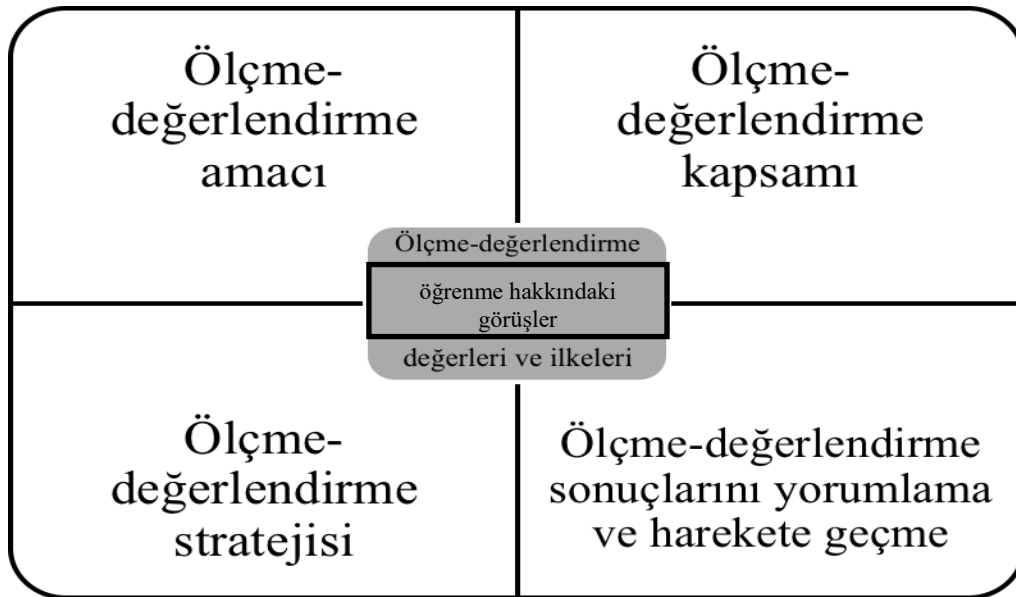 Ölçme-
değerlendirme
amacı
Ölçme-
değerlendirme
kapsamı
Ölçme-değerlendirme
öğrenme hakkındaki
görüşler
değerleri ve ilkeleri
Ölçme-
değerlendirme
stratejisi
Ölçme-değerlendirme
sonuçlarını yorumlama
ve harekete geçme